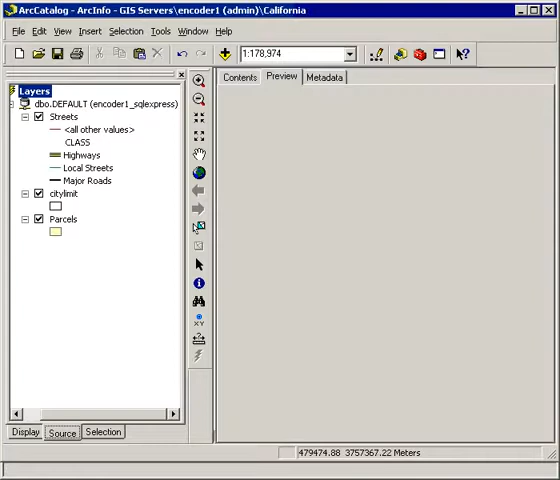 ArcCatalog - ArcInfo - GIS Servers\encoder1 (admin)\California
File Edit View Insert Selection Tools Window Help
1:178,974
Contents Preview Metadata
Layers
dbo.DEFAULT (encoder1_sqlexpress)
Streets
<all other values>
CLASS
Highways
Local Streets
Major Roads
citylimit
Parcels
XY
Display Source Selection
479474.88 3757367.22 Meters